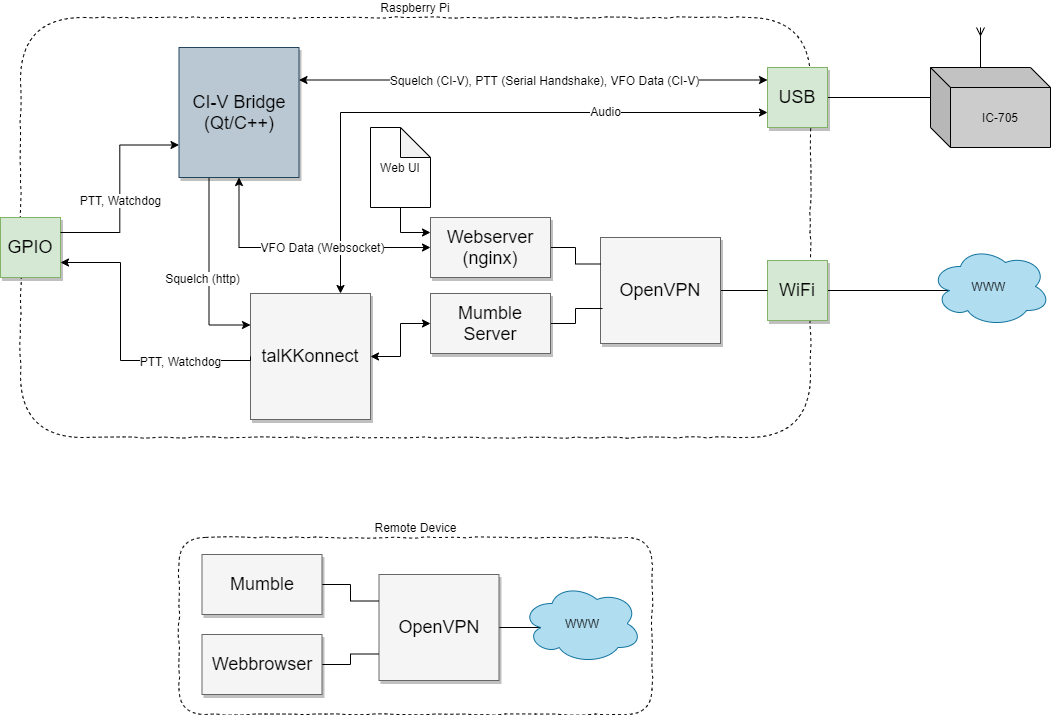 Raspberry Pi
CI-V Bridge
(Qt/C++)
Squelch (CI-V), PTT (Serial Handshake), VFO Data (CI-V)
USB
IC-705
Audio
Web UI
PTT, Watchdog
GPIO
VFO Data (Websocket)
Webserver
(nginx)
Squelch (http)
OpenVPN
WiFi
WWW
Mumble
Server
talKKonnect
PTT, Watchdog
Remote Device
Mumble
OpenVPN
WWW
Webbrowser